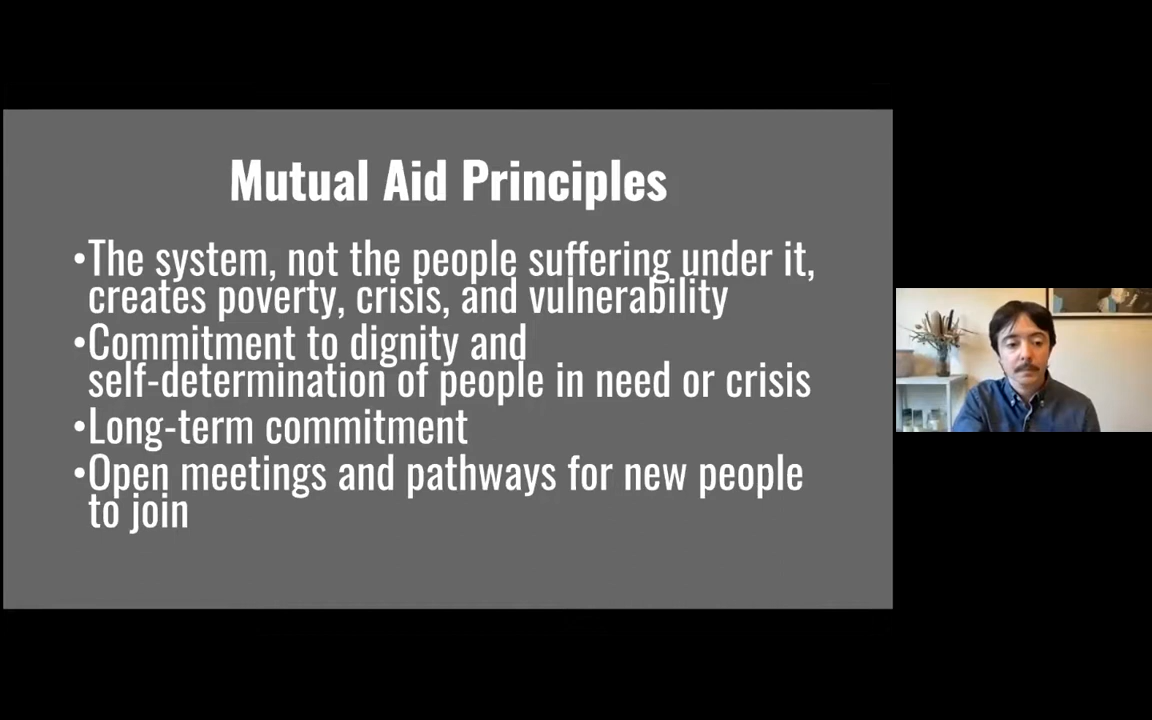 Mutual Aid Principles
•The system, not the people suffering under it,
creates poverty, crisis, and vulnerability
•Commitment to dignity and
self-determination of people in need or crisis
•Long-term commitment
•Open meetings and pathways for new people
to join